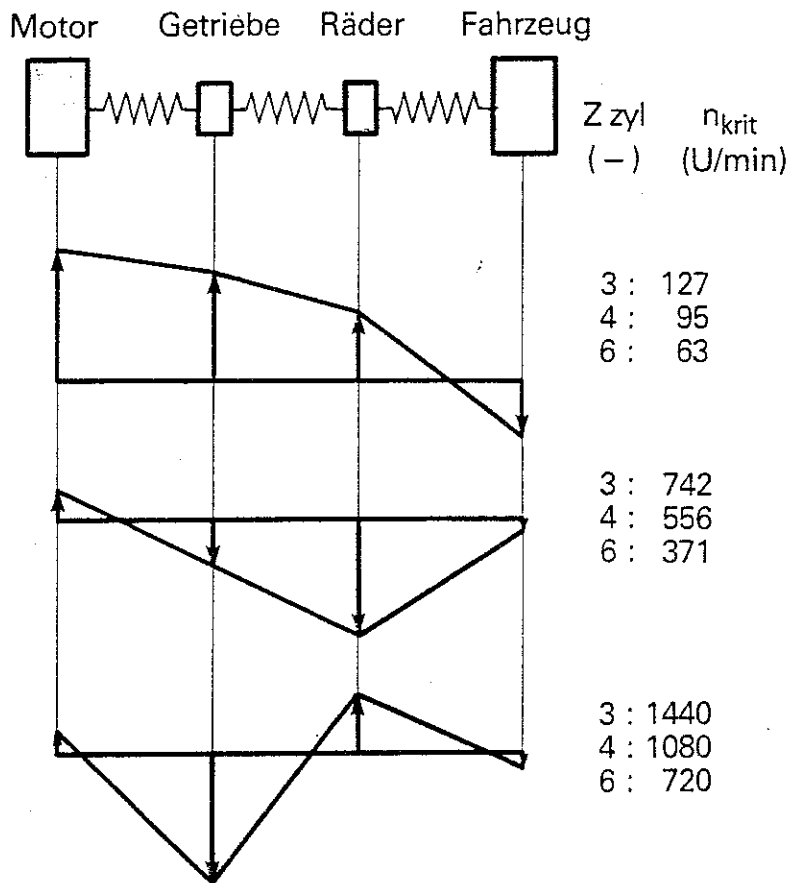 Motor Getriebe Räder Fahrzeug
Z zyl n krit
(–) (U/min)
3 : 127
4 : 95
6 : 63
3 : 742
4 : 556
6 : 371
3 : 1440
4 : 1080
6 : 720